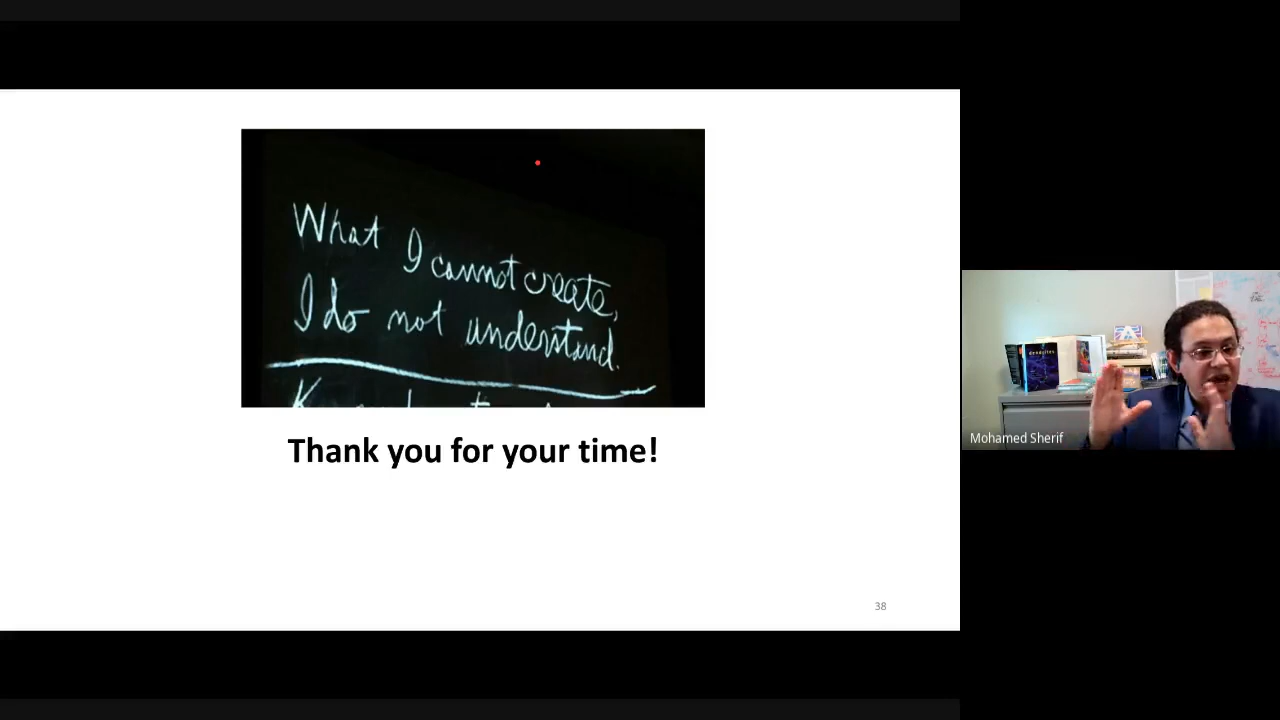 What I cannot create,
I do not understand.
Thank you for your time!
38
Mohamed Sherif